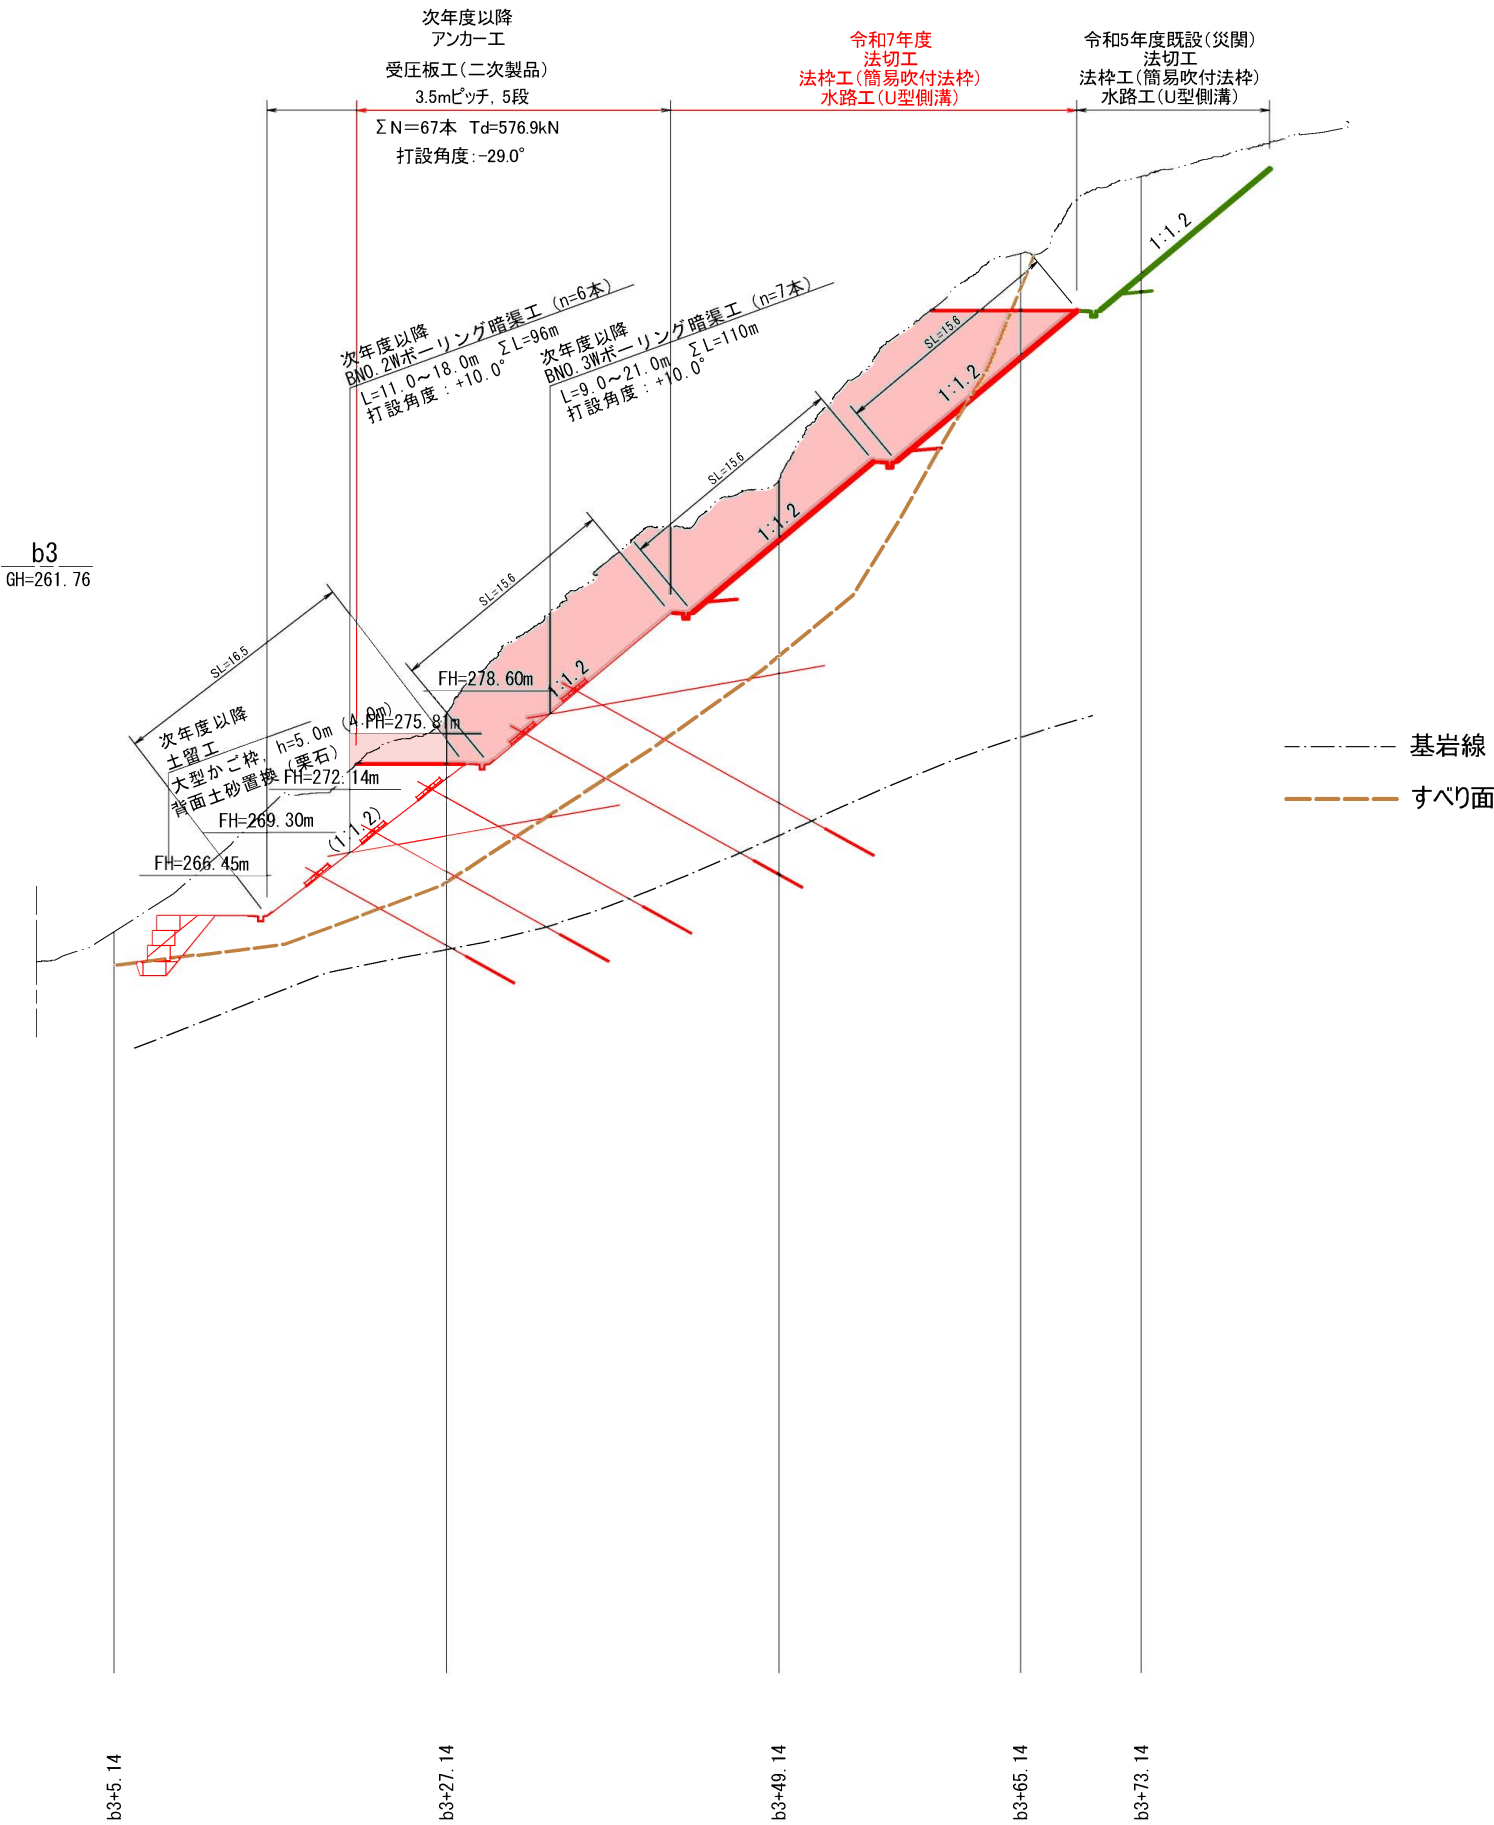 次年度以降
アンカー工
受圧板工(二次製品)
3.5mピッチ, 5段
ΣN=67本 Td=576.9kN
打設角度:-29.0°
令和7年度
法切工
法枠工(簡易吹付法枠)
水路工(U型側溝)
令和5年度既設(災関)
法切工
法枠工(簡易吹付法枠)
水路工(U型側溝)
1:1.2
次年度以降
BNO.2Wボーリング暗渠工 (n=6本)
L=11.0～18.0m ΣL=96m
打設角度：+10.0°
次年度以降
BNO.3Wボーリング暗渠工 (n=7本)
L=9.0～21.0m ΣL=110m
打設角度：+10.0°
SL=15.6
1:1.2
SL=15.6
1:1.2
SL=15.6
1:1.2
b3
GH=261.76
SL=16.5
FH=278.60m
次年度以降
土留工
大型かご枠, h=5.0m (4.0m)
背面土砂置換 (栗石)
FH=275.81m
FH=272.14m
FH=269.30m
(1:1.2)
FH=266.45m
基岩線
すべり面
b3+5.14
b3+27.14
b3+49.14
b3+65.14
b3+73.14